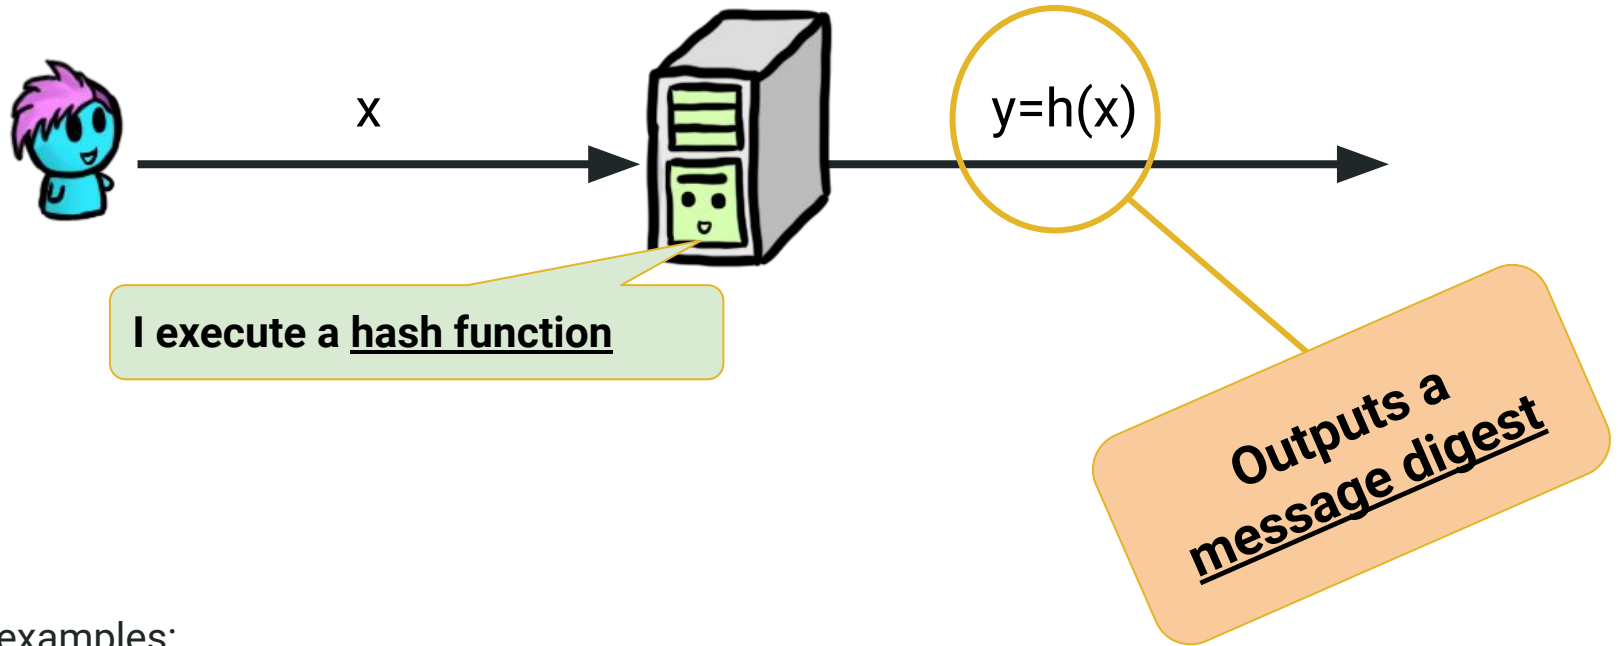 x
y=h(x)
I execute a hash function
Outputs a
message digest
examples: